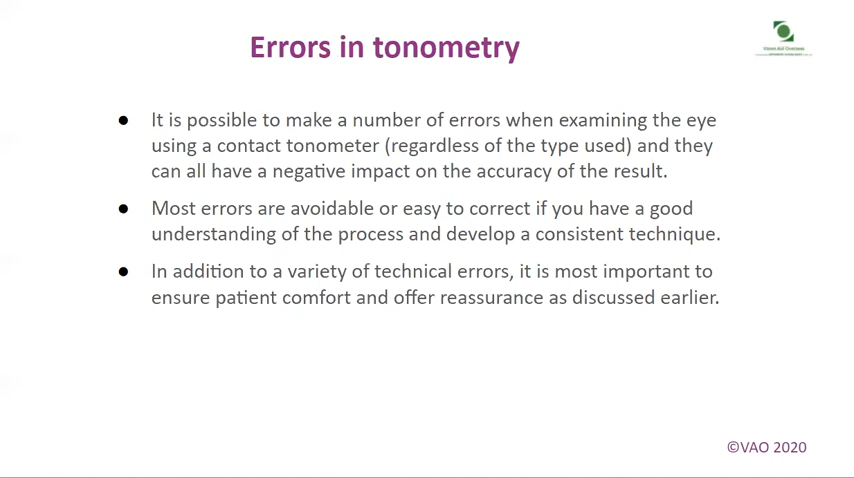 Errors in tonometry
Vision Aid Overseas
● It is possible to make a number of errors when examining the eye
using a contact tonometer (regardless of the type used) and they
can all have a negative impact on the accuracy of the result.
● Most errors are avoidable or easy to correct if you have a good
understanding of the process and develop a consistent technique.
● In addition to a variety of technical errors, it is most important to
ensure patient comfort and offer reassurance as discussed earlier.
©VAO 2020